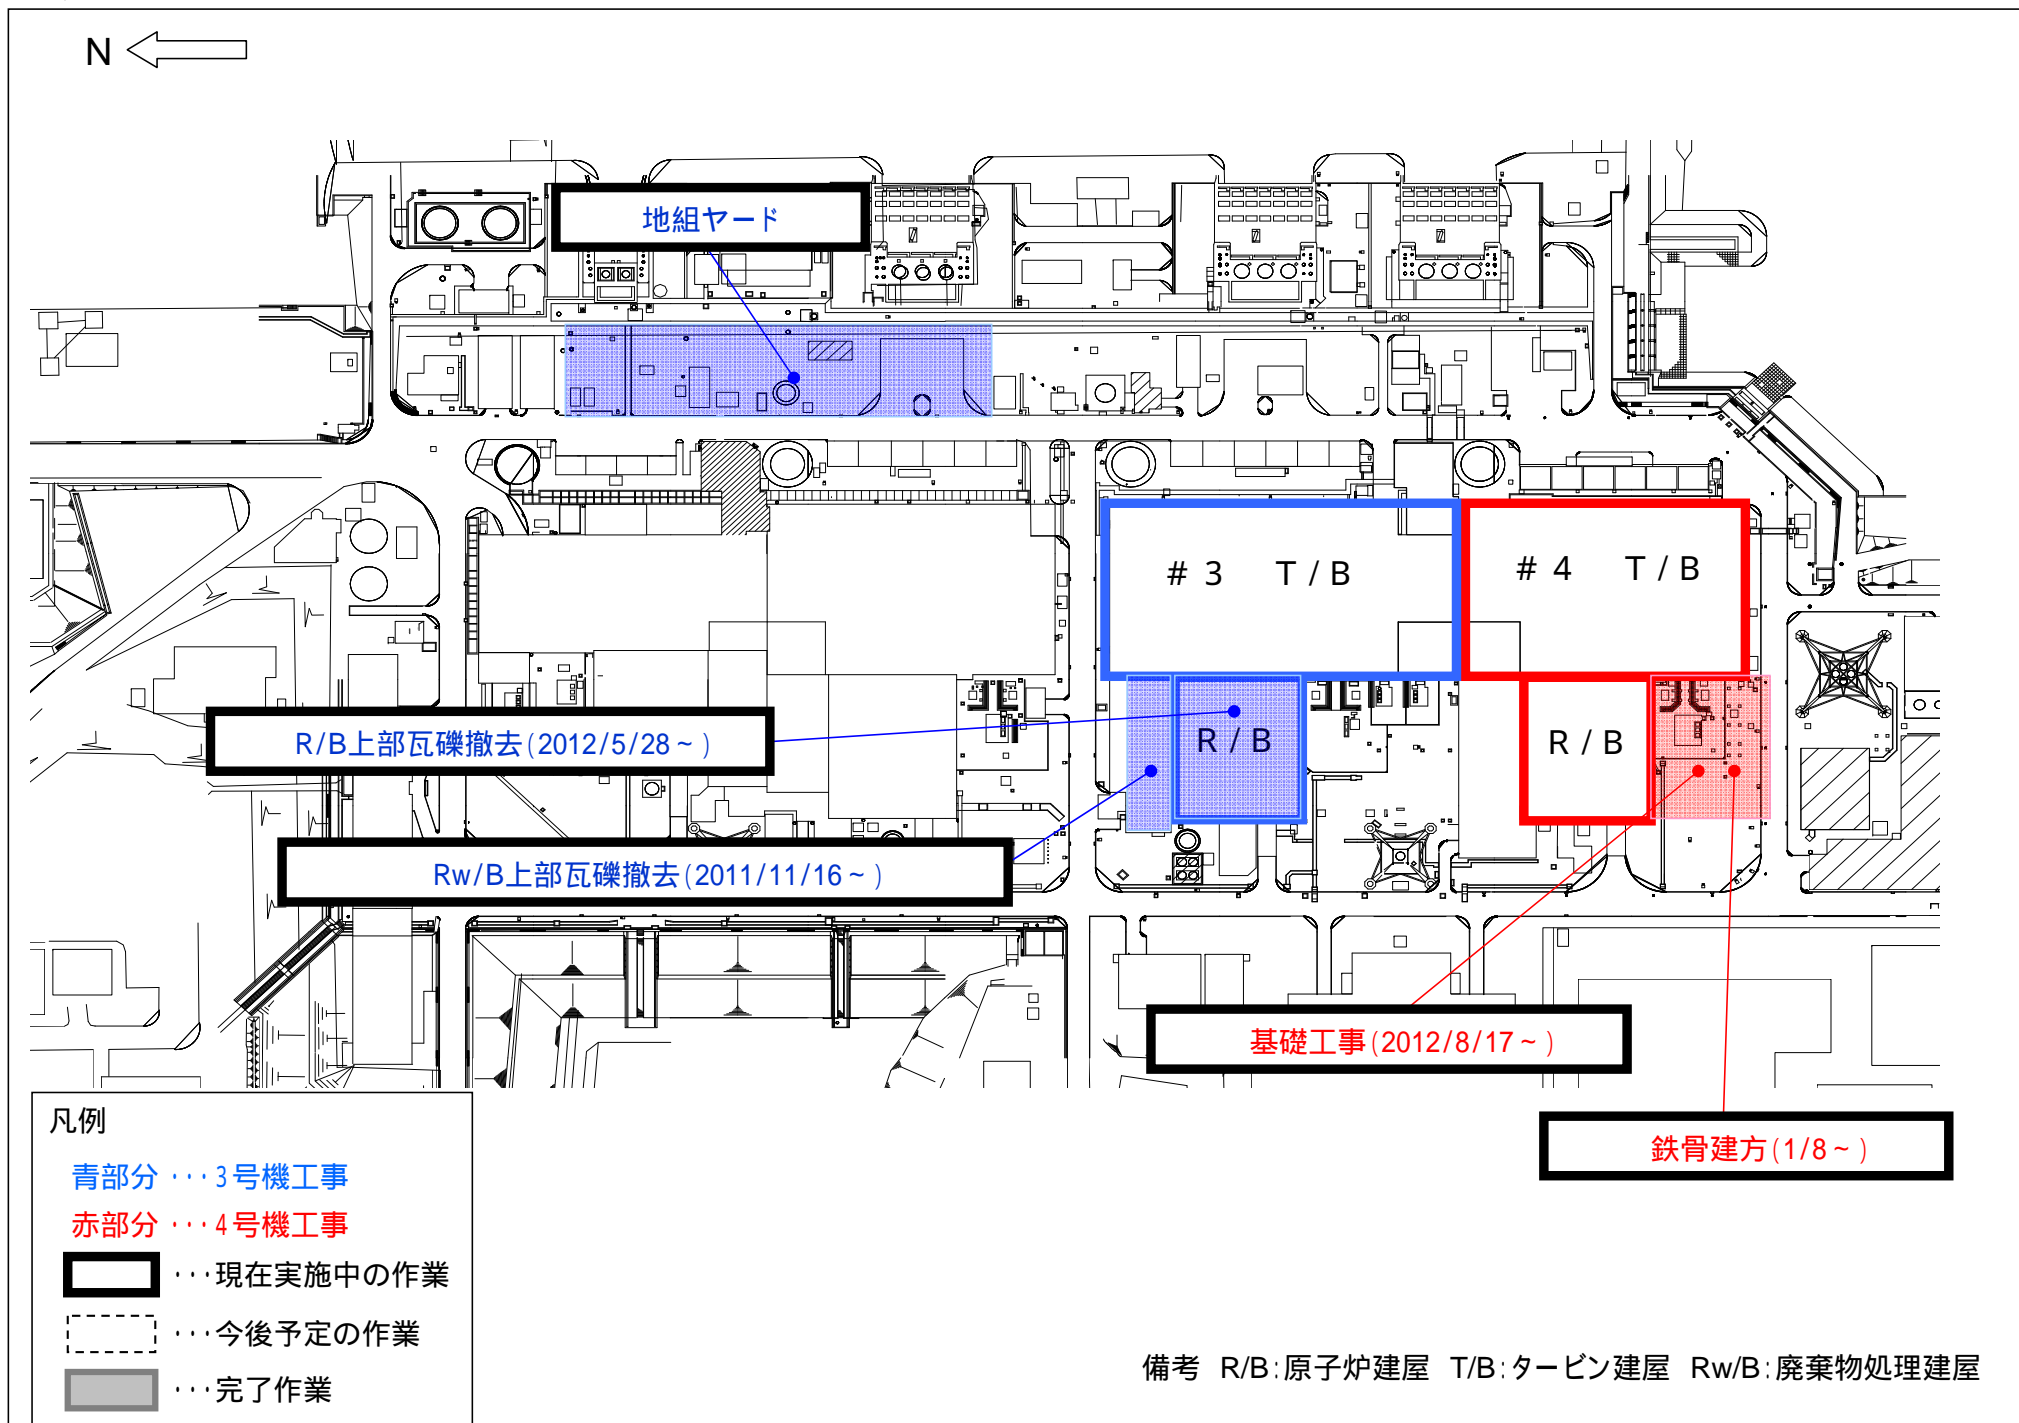 N
地組ヤード
# 3 T / B
# 4 T / B
R / B
R / B
R/B上部瓦礫撤去(2012/5/28～)
Rw/B上部瓦礫撤去(2011/11/16～)
基礎工事(2012/8/17～)
鉄骨建方(1/8～)
凡例
青部分 ･･･3号機工事
赤部分 ･･･4号機工事
･･･現在実施中の作業
･･･今後予定の作業
･･･完了作業
備考 R/B:原子炉建屋 T/B:タービン建屋 Rw/B:廃棄物処理建屋